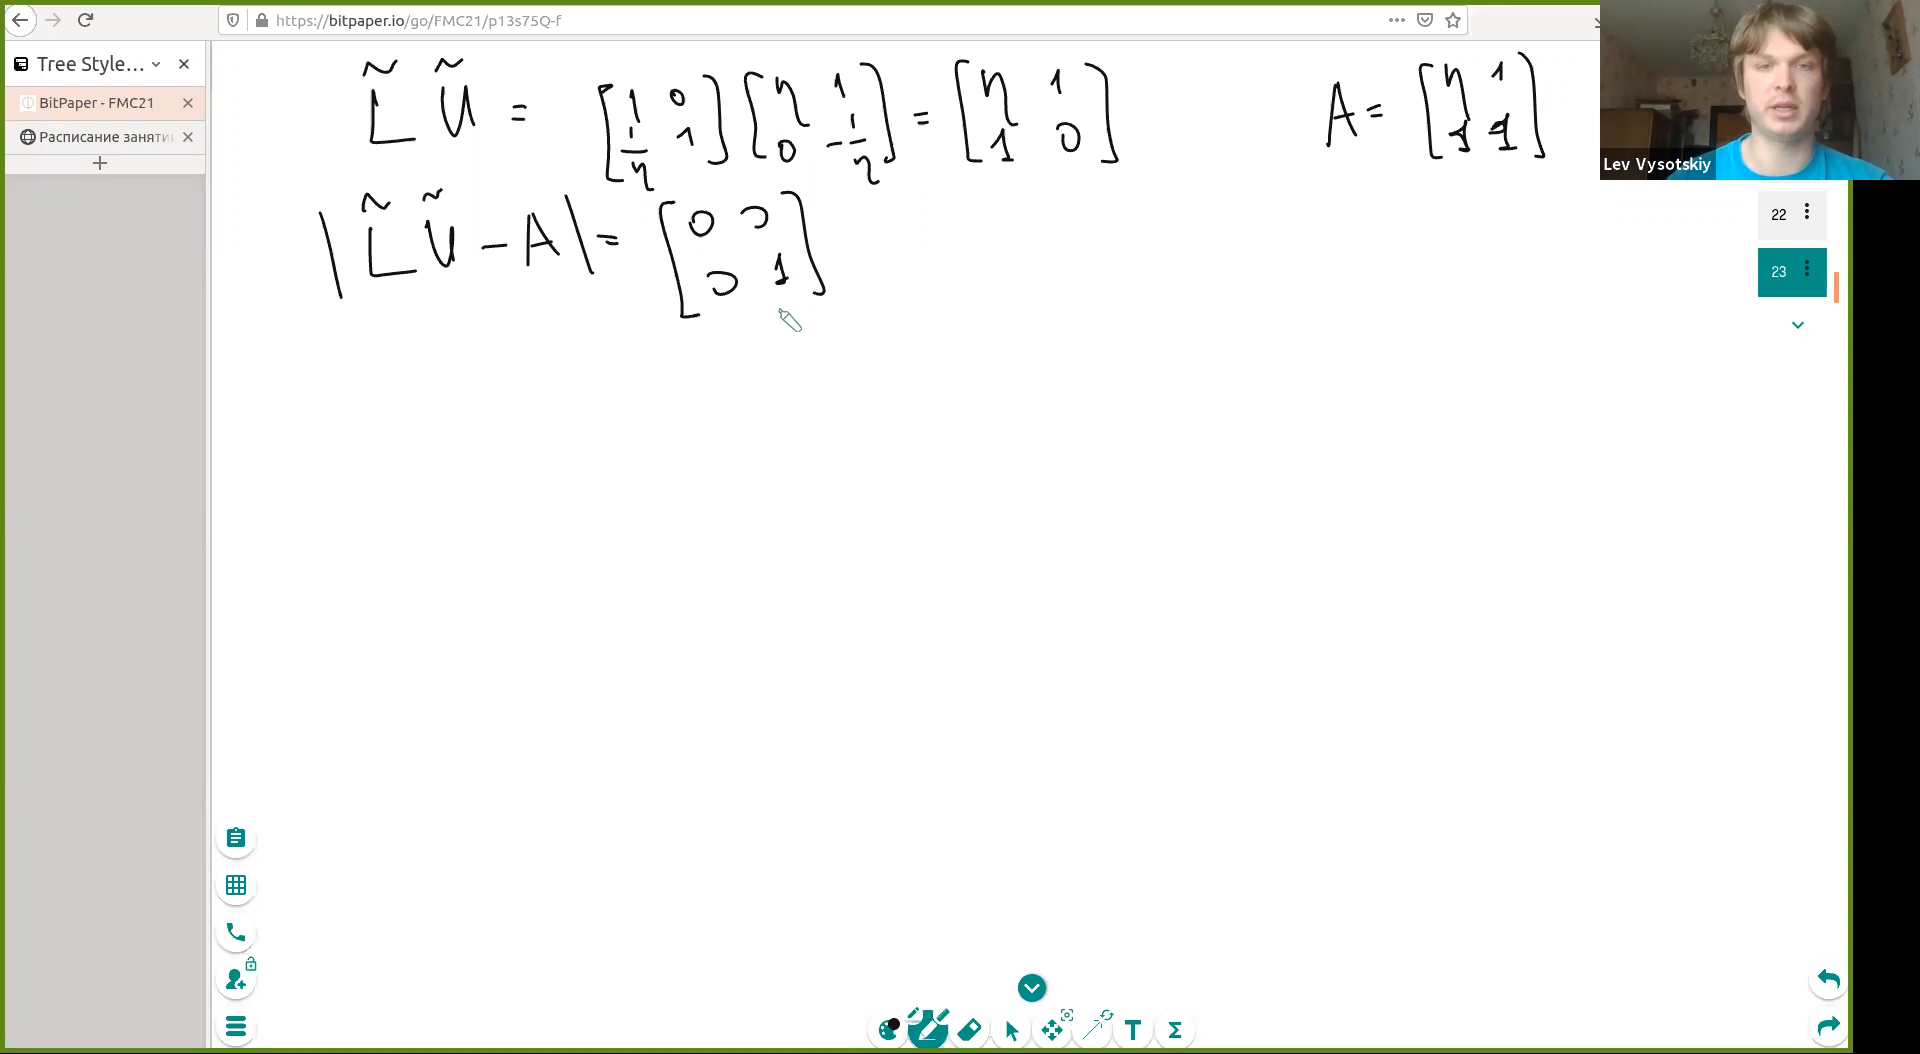 https://bitpaper.io/go/FMC21/p13s75Q-f
Tree Style...
BitPaper - FMC21
Расписание заняти
L̃ Ũ = [1 0; 1/η 1] [η 1; 0 -1/η] = [η 1; 1 0]
A = [η 1; 1 1]
|L̃ Ũ - A| = [0 0; 0 1]
Lev Vysotskiy
22
23
T
Σ